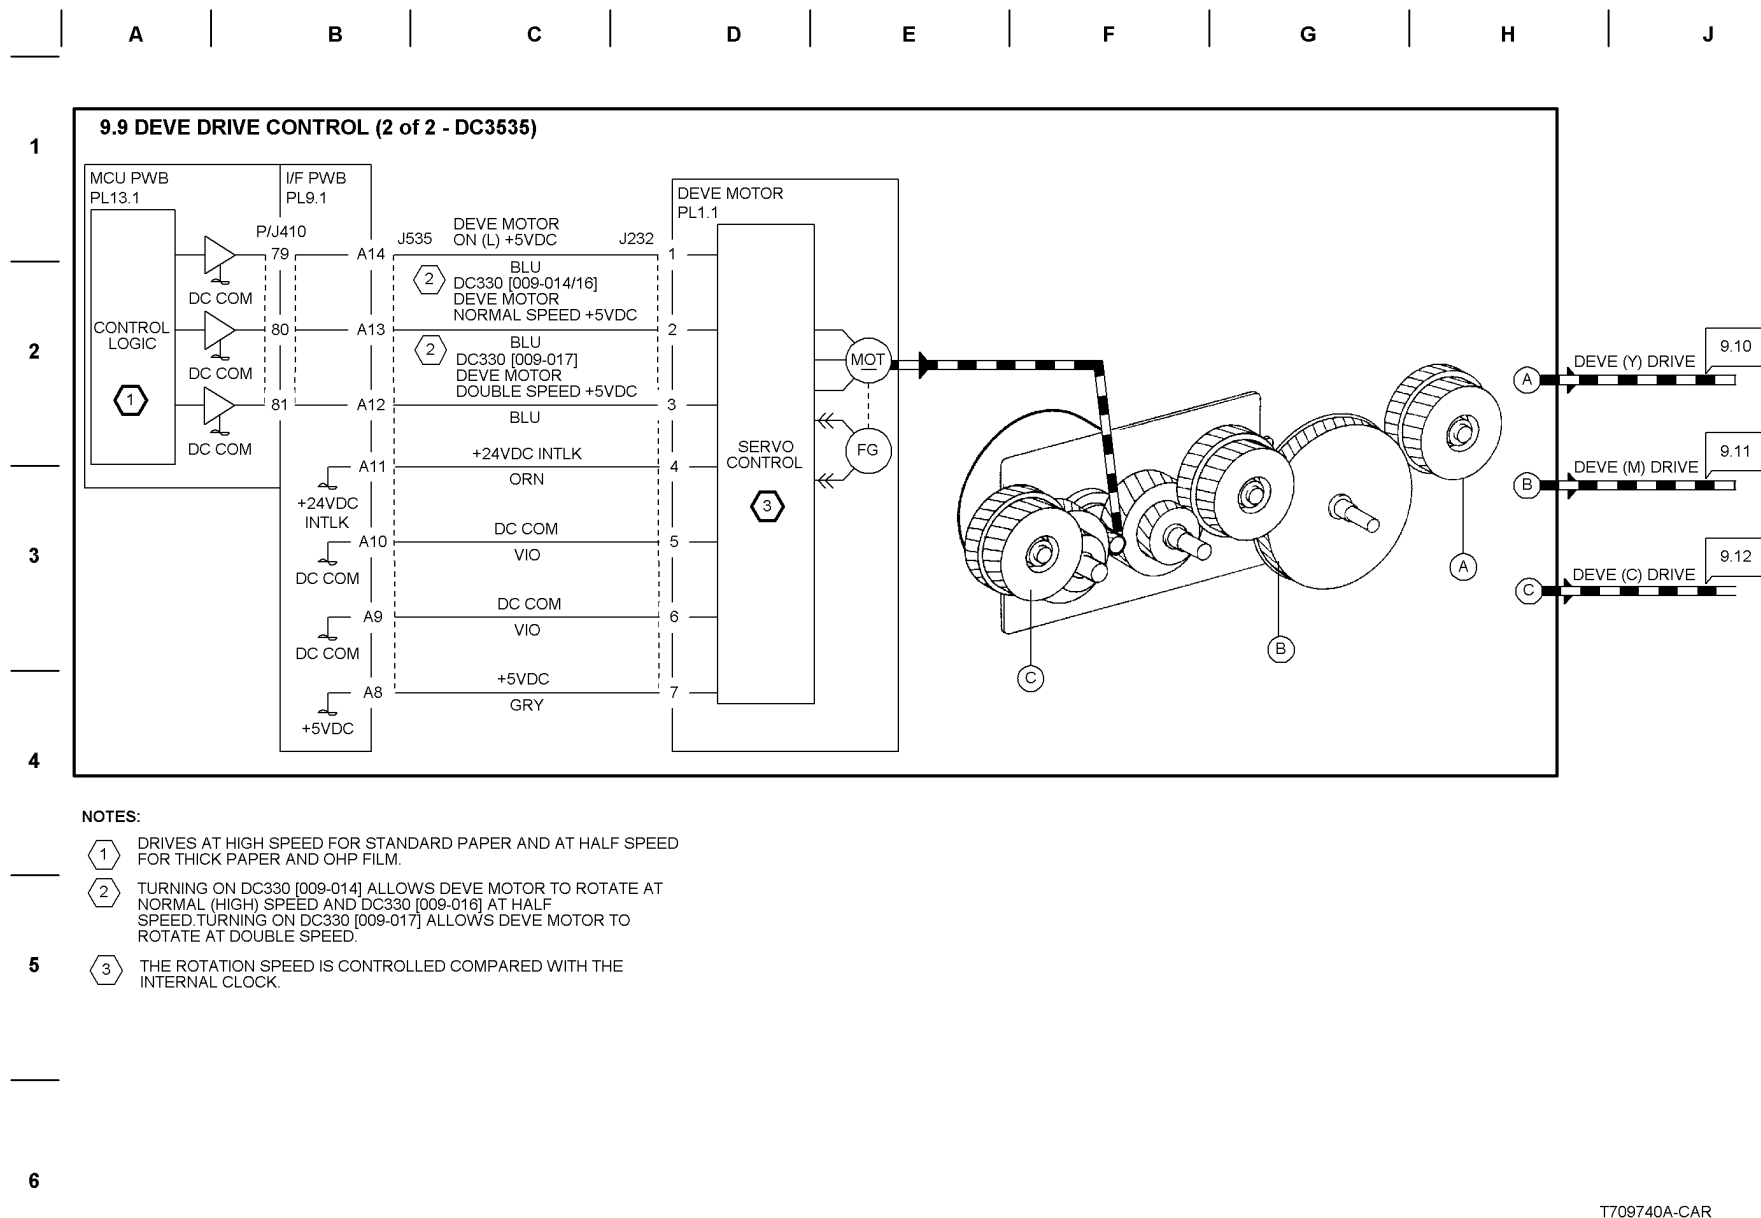 A B C D E F G H J
1
2
3
4
5
6
9.9 DEVE DRIVE CONTROL (2 of 2 - DC3535)
MCU PWB
PL13.1
I/F PWB
PL9.1
P/J410
CONTROL
LOGIC
1
DC COM
DC COM
DC COM
79
80
81
A14
A13
A12
A11
+24VDC
INTLK
A10
DC COM
A9
DC COM
A8
+5VDC
J535
J232
DEVE MOTOR
ON (L) +5VDC
BLU
2
DC330 [009-014/16]
DEVE MOTOR
NORMAL SPEED +5VDC
BLU
2
DC330 [009-017]
DEVE MOTOR
DOUBLE SPEED +5VDC
BLU
+24VDC INTLK
ORN
DC COM
VIO
DC COM
VIO
+5VDC
GRY
DEVE MOTOR
PL1.1
1
2
3
4
5
6
7
SERVO
CONTROL
3
MOT
FG
A
B
C
A
DEVE (Y) DRIVE
9.10
B
DEVE (M) DRIVE
9.11
C
DEVE (C) DRIVE
9.12
NOTES:
1 DRIVES AT HIGH SPEED FOR STANDARD PAPER AND AT HALF SPEED
FOR THICK PAPER AND OHP FILM.
2 TURNING ON DC330 [009-014] ALLOWS DEVE MOTOR TO ROTATE AT
NORMAL (HIGH) SPEED AND DC330 [009-016] AT HALF
SPEED.TURNING ON DC330 [009-017] ALLOWS DEVE MOTOR TO
ROTATE AT DOUBLE SPEED.
3 THE ROTATION SPEED IS CONTROLLED COMPARED WITH THE
INTERNAL CLOCK.
T709740A-CAR